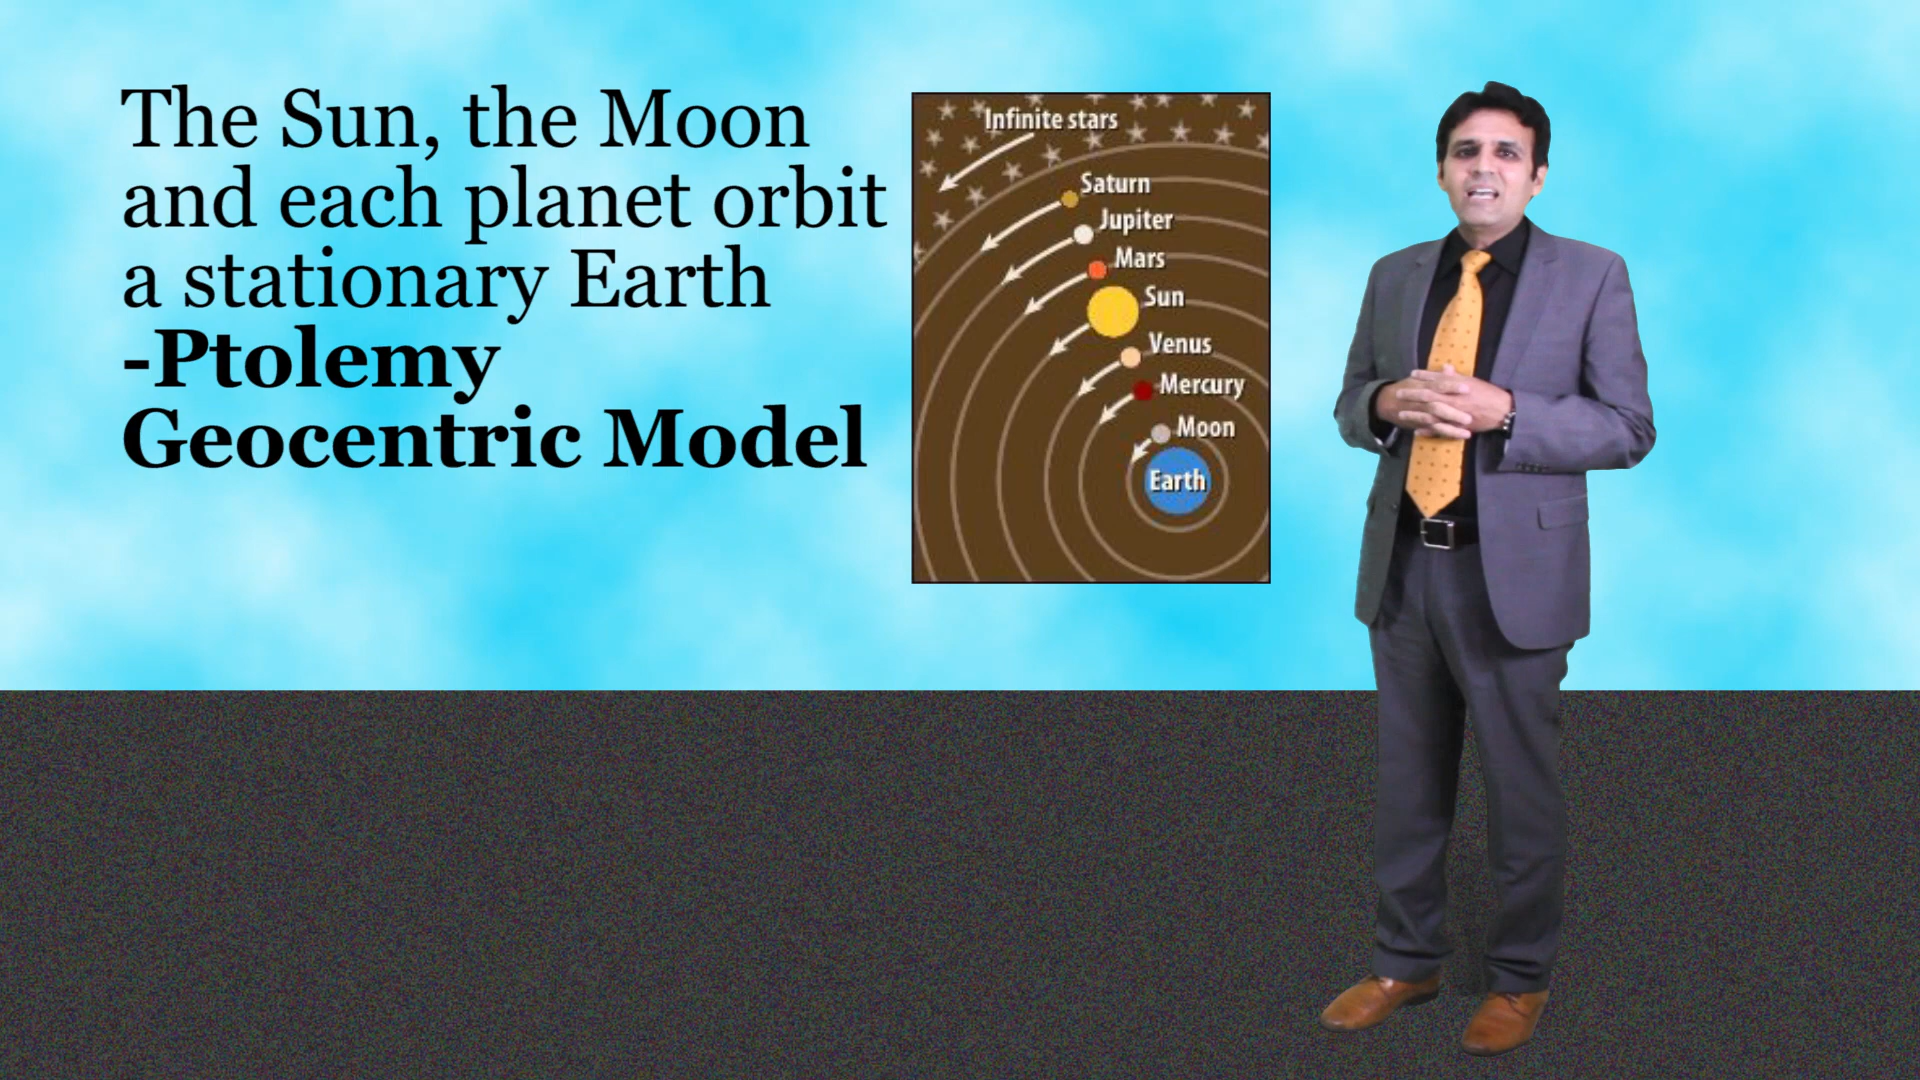 The Sun, the Moon
and each planet orbit
a stationary Earth
-Ptolemy
Geocentric Model
Infinite stars
Saturn
Jupiter
Mars
Sun
Venus
Mercury
Moon
Earth